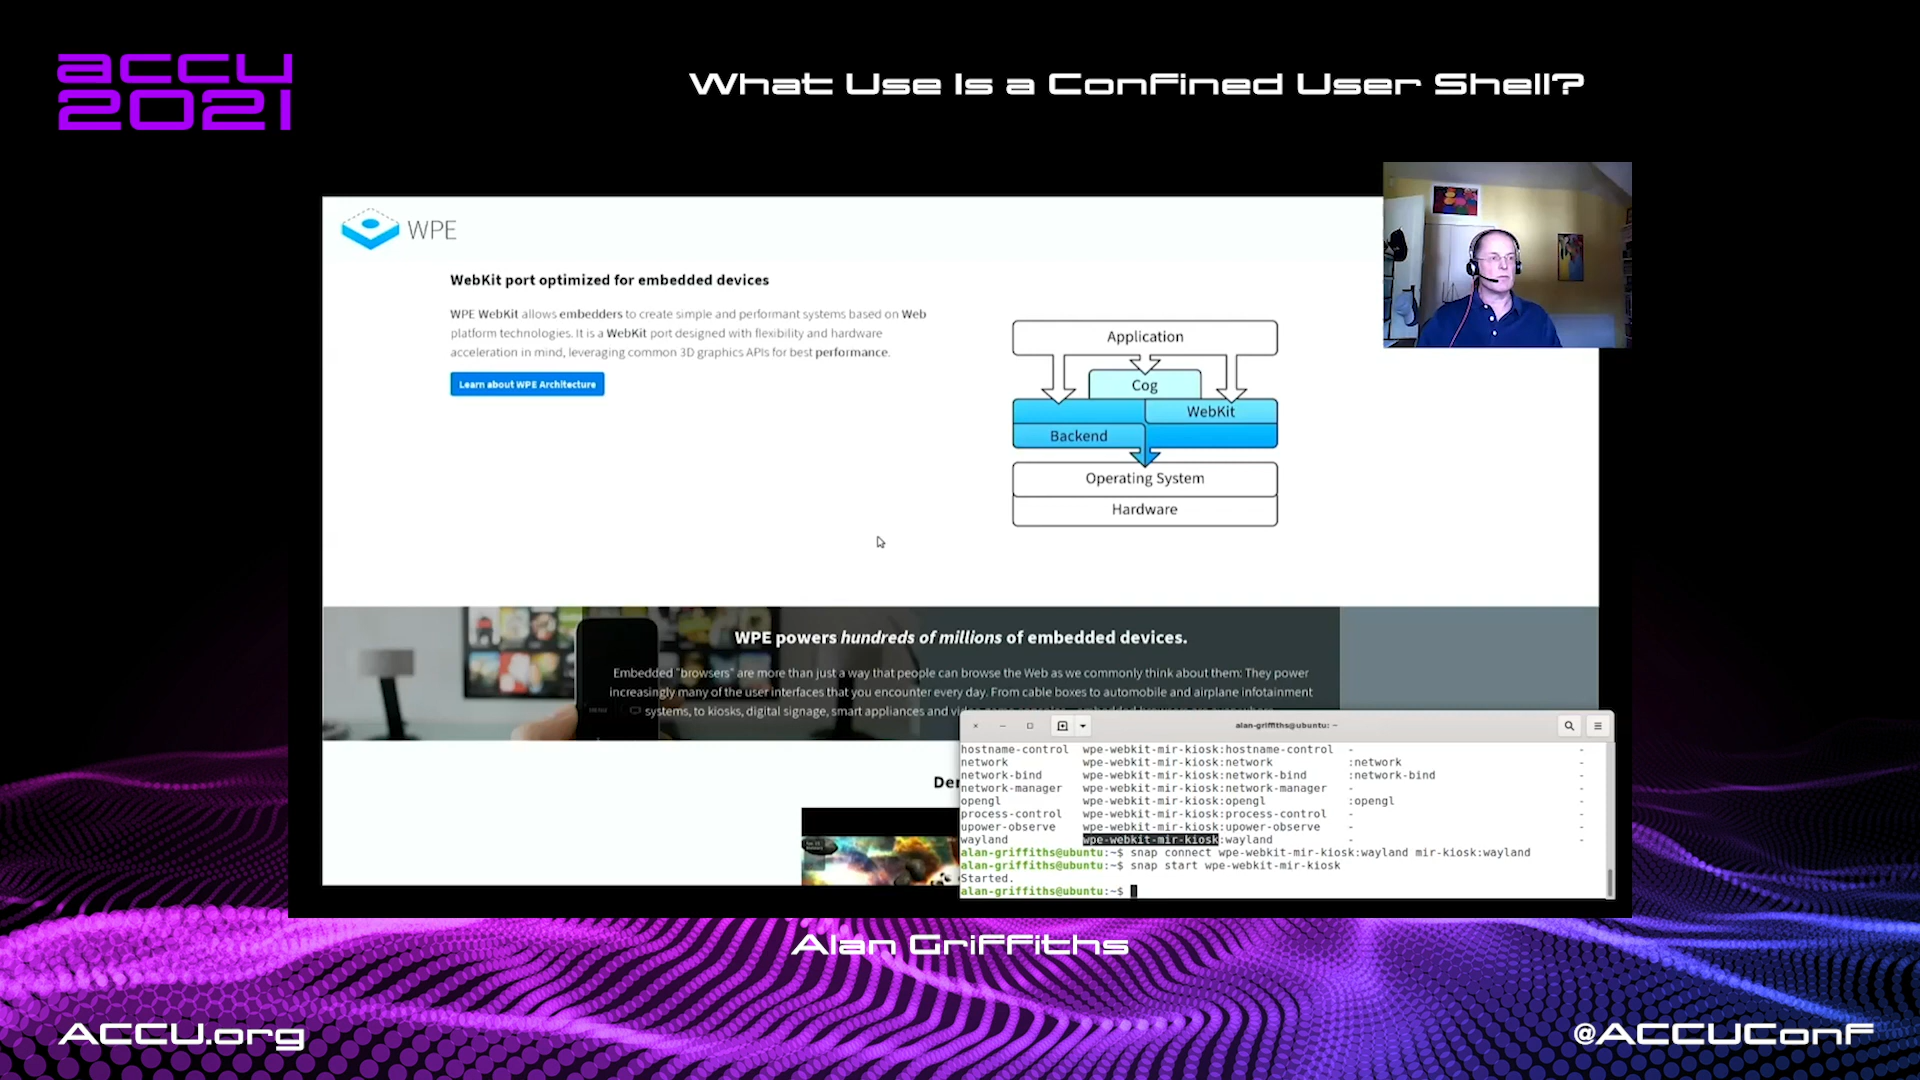 accu
2021
What Use Is a Confined User Shell?
WPE
WebKit port optimized for embedded devices
WPE WebKit allows embedders to create simple and performant systems based on Web
platform technologies. It is a WebKit port designed with flexibility and hardware
acceleration in mind, leveraging common 3D graphics APIs for best performance.
Learn about WPE Architecture
Application
Cog
WebKit
Backend
Operating System
Hardware
WPE powers hundreds of millions of embedded devices.
Embedded "browsers" are more than just a way that people can browse the Web as we commonly think about them: They power
increasingly many of the user interfaces that you encounter every day. From cable boxes to automobile and airplane infotainment
systems, to kiosks, digital signage, smart appliances and
alan-griffiths@ubuntu: ~
hostname-control wpe-webkit-mir-kiosk:hostname-control - -
network wpe-webkit-mir-kiosk:network :network -
network-bind wpe-webkit-mir-kiosk:network-bind :network-bind -
network-manager wpe-webkit-mir-kiosk:network-manager - -
opengl wpe-webkit-mir-kiosk:opengl :opengl -
process-control wpe-webkit-mir-kiosk:process-control - -
upower-observe wpe-webkit-mir-kiosk:upower-observe - -
wayland wpe-webkit-mir-kiosk:wayland - -
alan-griffiths@ubuntu:~$ snap connect wpe-webkit-mir-kiosk:wayland mir-kiosk:wayland
alan-griffiths@ubuntu:~$ snap start wpe-webkit-mir-kiosk
Started.
alan-griffiths@ubuntu:~$
Alan Griffiths
ACCU.org
@ACCUConf